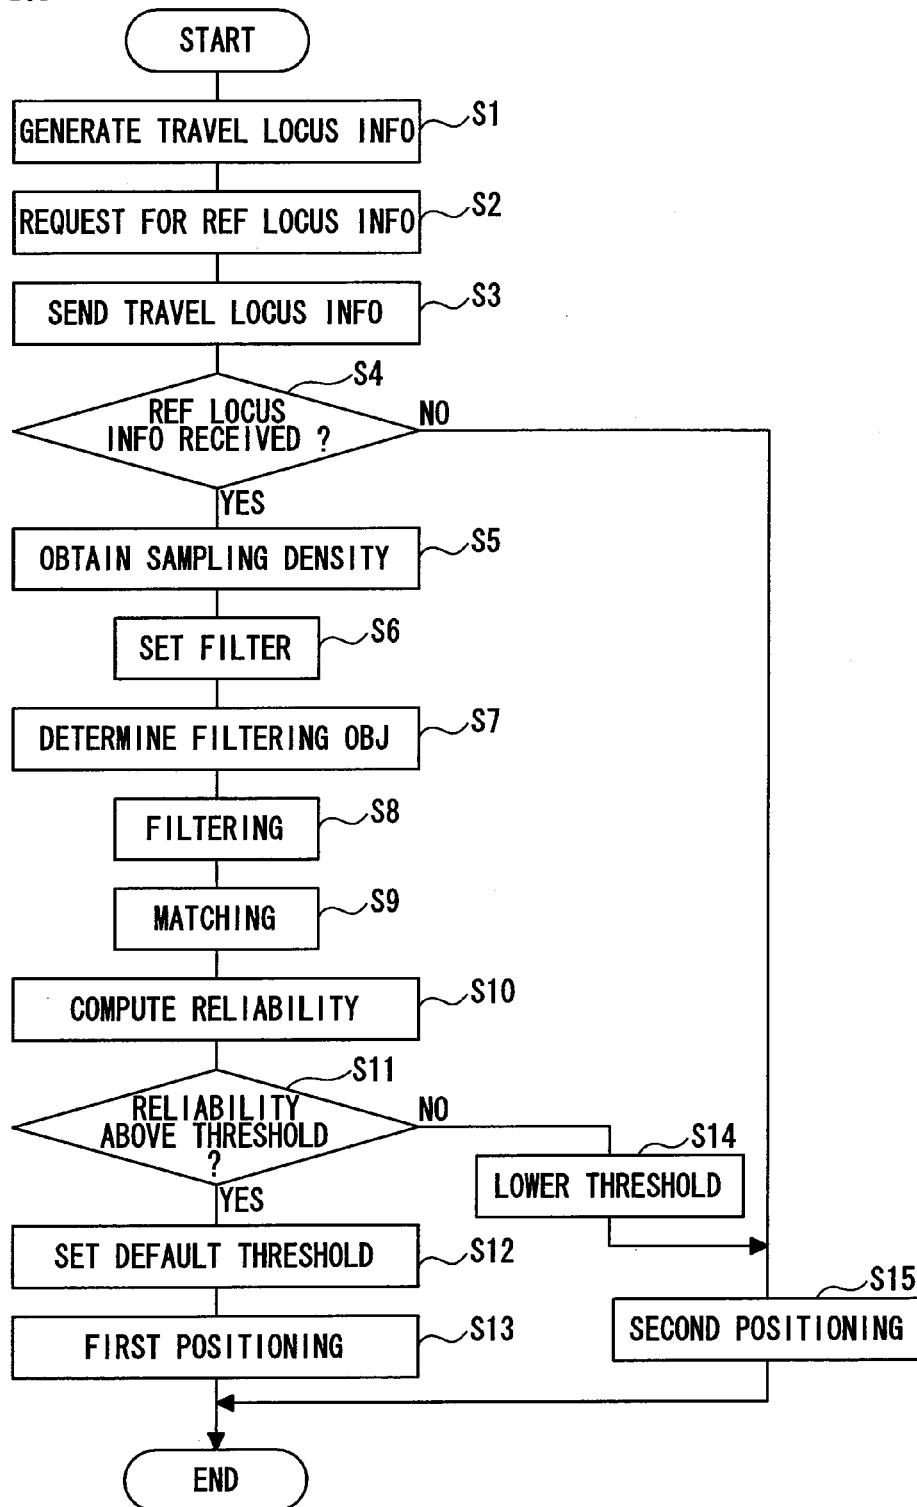 START
GENERATE TRAVEL LOCUS INFO
S1
REQUEST FOR REF LOCUS INFO
S2
SEND TRAVEL LOCUS INFO
S3
S4
REF LOCUS
INFO RECEIVED ?
NO
YES
OBTAIN SAMPLING DENSITY
S5
SET FILTER
S6
DETERMINE FILTERING OBJ
S7
FILTERING
S8
MATCHING
S9
COMPUTE RELIABILITY
S10
S11
RELIABILITY
ABOVE THRESHOLD
?
NO
YES
S14
LOWER THRESHOLD
SET DEFAULT THRESHOLD
S12
S15
SECOND POSITIONING
FIRST POSITIONING
S13
END